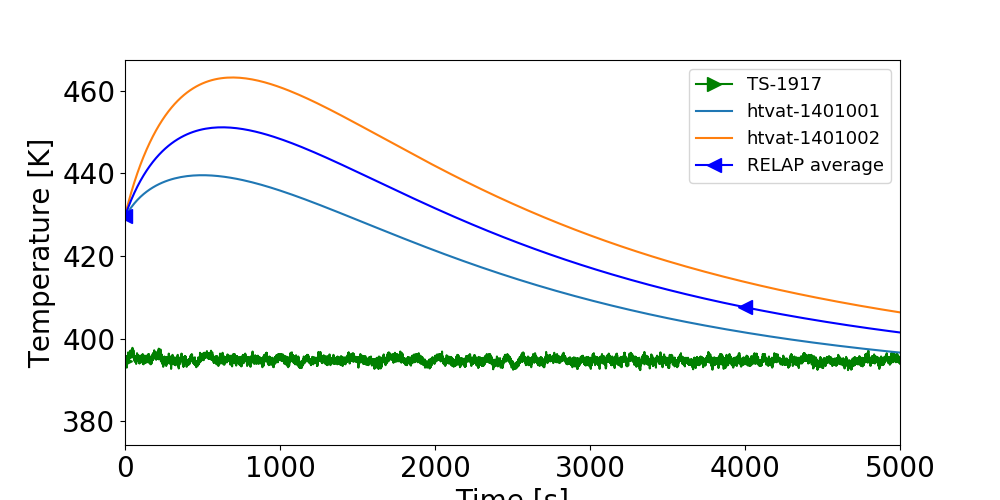 Temperature [K]
460
440
420
400
380
0 1000 2000 3000 4000 5000
Time [s]
TS-1917
htvat-1401001
htvat-1401002
RELAP average